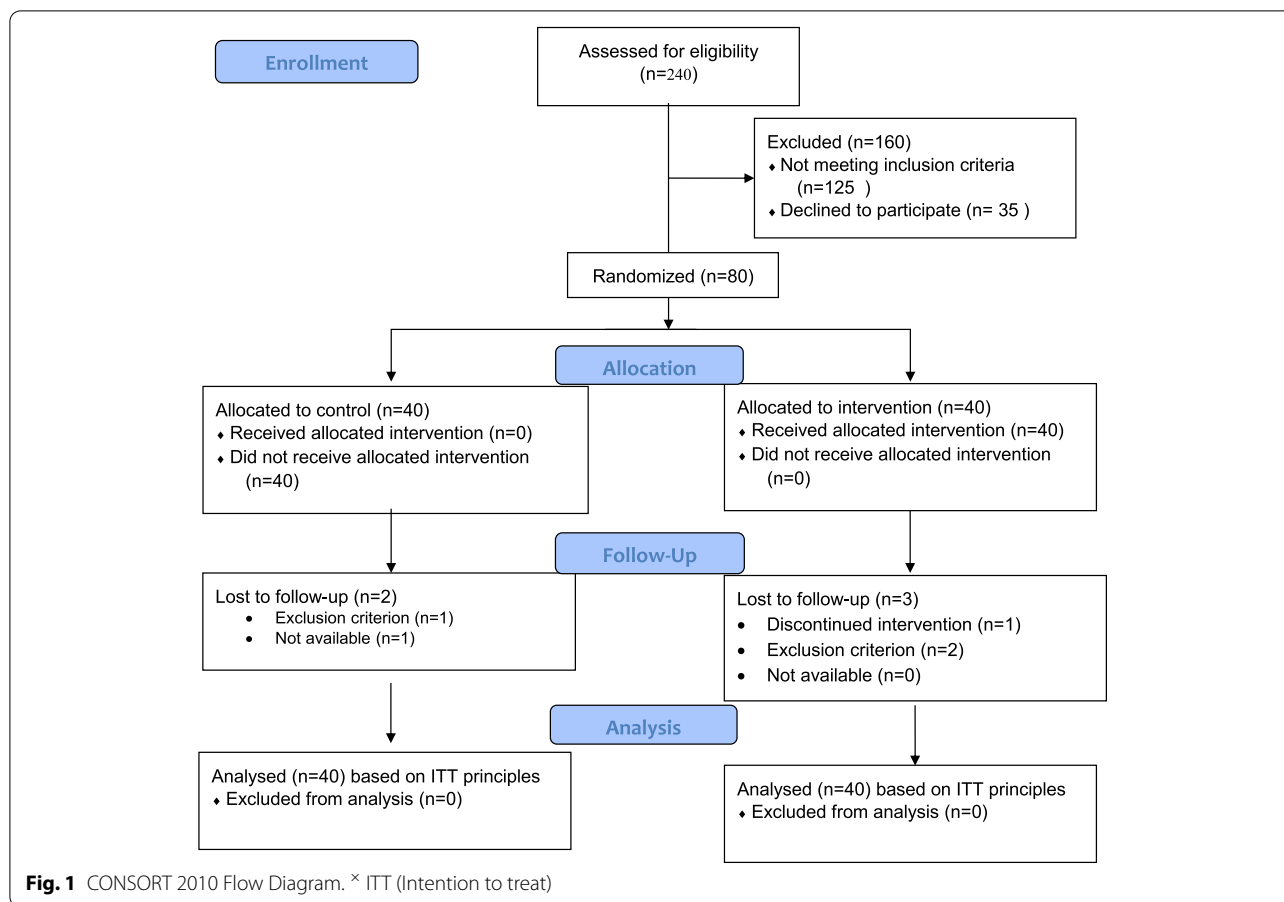 Enrollment
Assessed for eligibility
(n=240)
Excluded (n=160)
♦ Not meeting inclusion criteria
(n=125 )
♦ Declined to participate (n= 35 )
Randomized (n=80)
Allocation
Allocated to control (n=40)
♦ Received allocated intervention (n=0)
♦ Did not receive allocated intervention
(n=40)
Allocated to intervention (n=40)
♦ Received allocated intervention (n=40)
♦ Did not receive allocated intervention
(n=0)
Follow-Up
Lost to follow-up (n=2)
• Exclusion criterion (n=1)
• Not available (n=1)
Lost to follow-up (n=3)
• Discontinued intervention (n=1)
• Exclusion criterion (n=2)
• Not available (n=0)
Analysis
Analysed (n=40) based on ITT principles
♦ Excluded from analysis (n=0)
Analysed (n=40) based on ITT principles
♦ Excluded from analysis (n=0)
Fig. 1 CONSORT 2010 Flow Diagram. × ITT (Intention to treat)